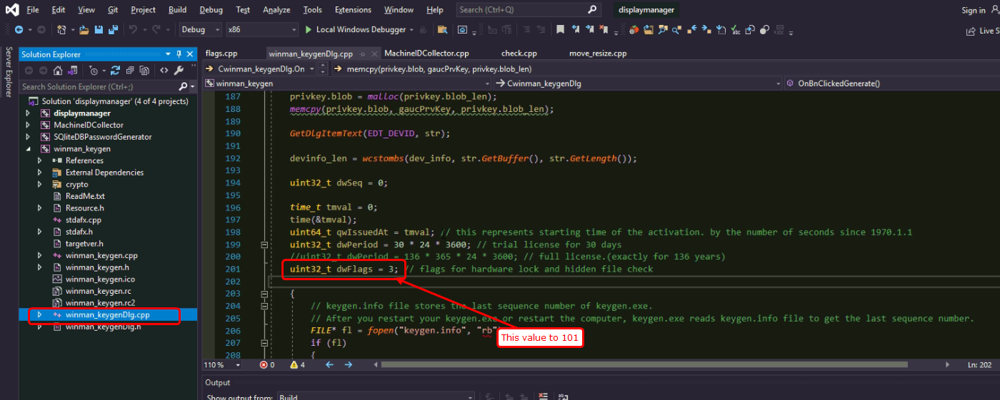 File Edit View Git Project Build Debug Test Analyze Tools Extensions Window Help Search (Ctrl+Q) displaymanager Sign in
Debug x86 Local Windows Debugger Live S
Server Explorer
Solution Explorer
Search Solution Explorer (Ctrl+;)
Solution 'displaymanager' (4 of 4 projects)
displaymanager
MachineIDCollector
SQliteDBPasswordGenerator
winman_keygen
References
External Dependencies
crypto
ReadMe.txt
Resource.h
stdafx.cpp
stdafx.h
targetver.h
winman_keygen.cpp
winman_keygen.h
winman_keygen.ico
winman_keygen.rc
winman_keygen.rc2
winman_keygenDlg.cpp
winman_keygenDlg.h
flags.cpp winman_keygenDlg.cpp MachineIDCollector.cpp check.cpp move_resize.cpp
Cwinman_keygenDlg.On memcpy(privkey.blob, gaucPrvKey, privkey.blob_len)
winman_keygen Cwinman_keygenDlg OnBnClickedGenerate()
187 privkey.blob = malloc(privkey.blob_len);
188 memcpy(privkey.blob, gaucPrvKey, privkey.blob_len);
189
190 GetDlgItemText(EDT_DEVID, str);
191
192 devinfo_len = wcstombs(dev_info, str.GetBuffer(), str.GetLength());
193
194 uint32_t dwSeq = 0;
195
196 time_t tmval = 0;
197 time(&tmval);
198 uint64_t qwIssuedAt = tmval; // this represents starting time of the activation. by the number of seconds since 1970.1.1
199 uint32_t dwPeriod = 30 * 24 * 3600; // trial license for 30 days
200 //uint32_t dwPeriod = 136 * 365 * 24 * 3600; // full license.(exactly for 136 years)
201 uint32_t dwFlags = 3; // flags for hardware lock and hidden file check
202
203 {
204 // keygen.info file stores the last sequence number of keygen.exe.
205 // After you restart your keygen.exe or restart the computer, keygen.exe reads keygen.info file to get the last sequence number.
206 FILE* fl = fopen("keygen.info", "rb"
207 if (fl)
208 {
This value to 101
110 % 0 4 Ln: 202
Output
Show output from: Build